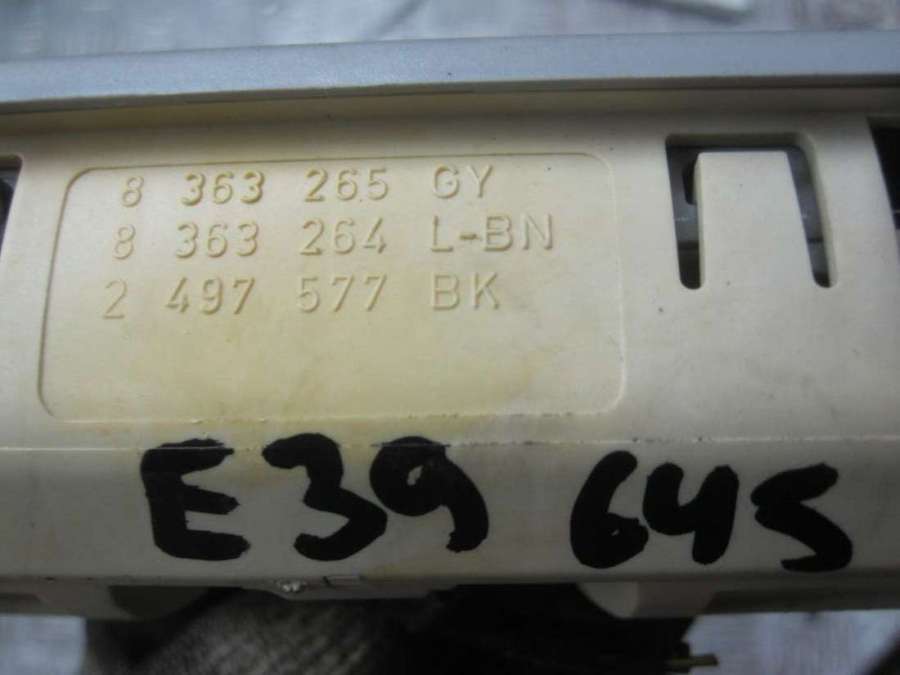 8 363 265 GY
8 363 264 L-BN
2 497 577 BK
E39 645